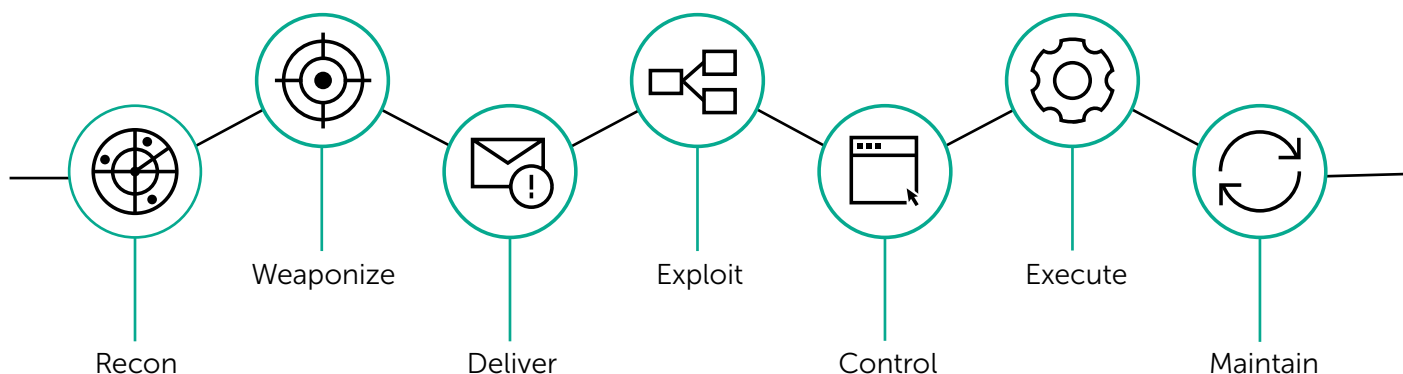 Recon
Weaponize
Deliver
Exploit
Control
Execute
Maintain